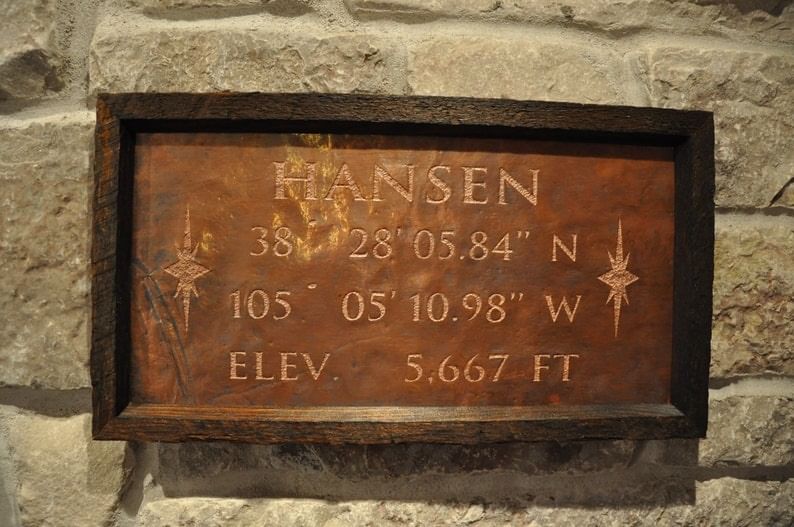 HANSEN
38° 28' 05.84" N
105° 05' 10.98" W
ELEV. 5,667 FT